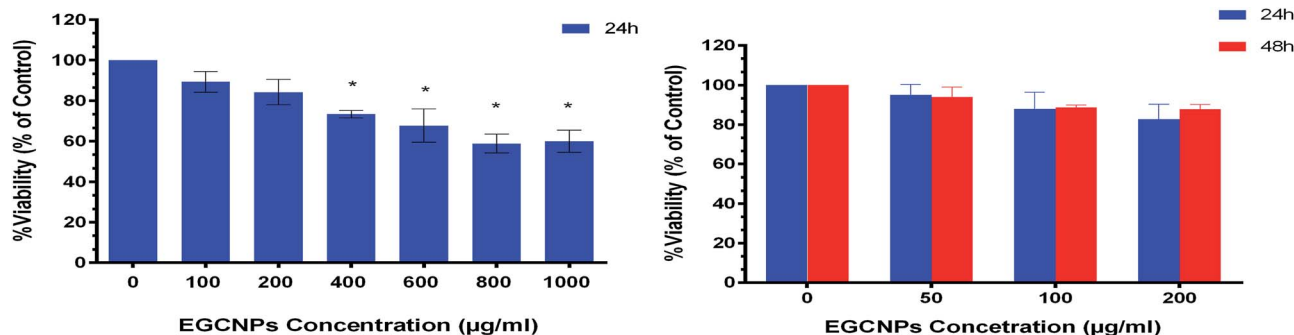 120
100
80
60
40
20
0
%Viability (% of Control)
24h
* * * *
0 100 200 400 600 800 1000
EGCNPs Concentration (µg/ml)
24h
48h
120
100
80
60
40
20
0
%Viability (% of Control)
0 50 100 200
EGCNPs Concetration (µg/ml)